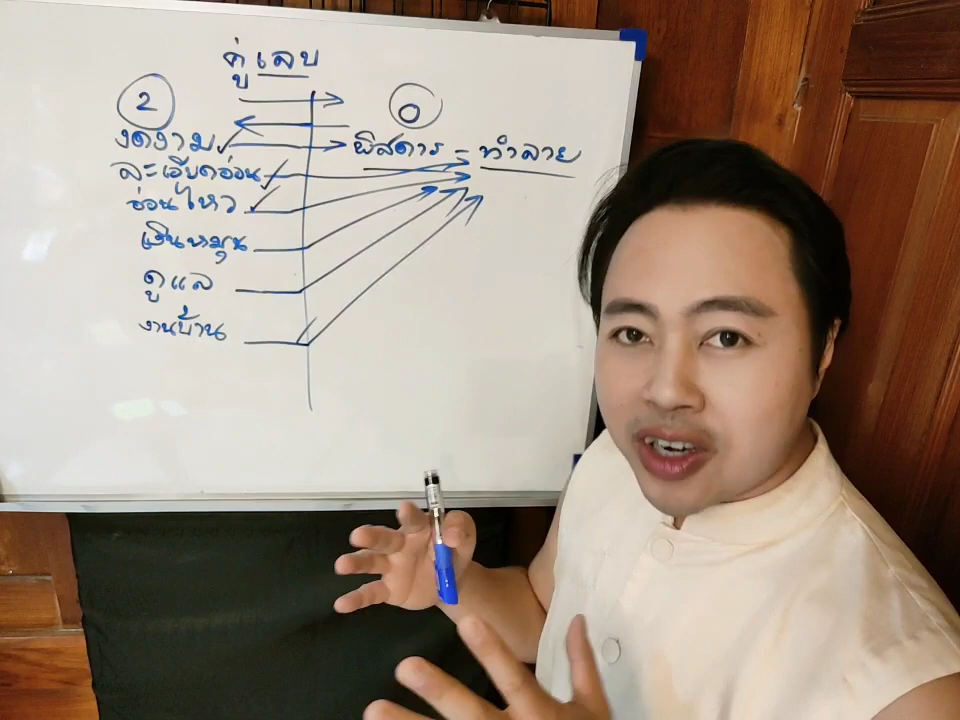 คู่ เลข
2
0
งดงาม
พิสดาร = ทำลาย
ละเอียดอ่อน
อ่อนไหว
เงินหมุน
ดูแล
งานบ้าน